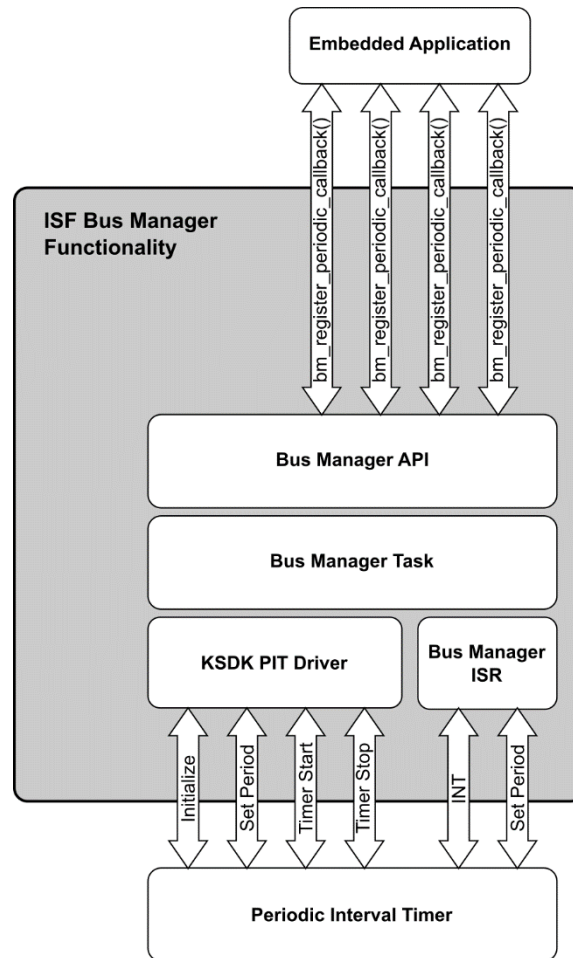 Embedded Application
bm_register_periodic_callback()
bm_register_periodic_callback()
bm_register_periodic_callback()
bm_register_periodic_callback()
ISF Bus Manager
Functionality
Bus Manager API
Bus Manager Task
KSDK PIT Driver
Bus Manager
ISR
Initialize
Set Period
Timer Start
Timer Stop
INT
Set Period
Periodic Interval Timer